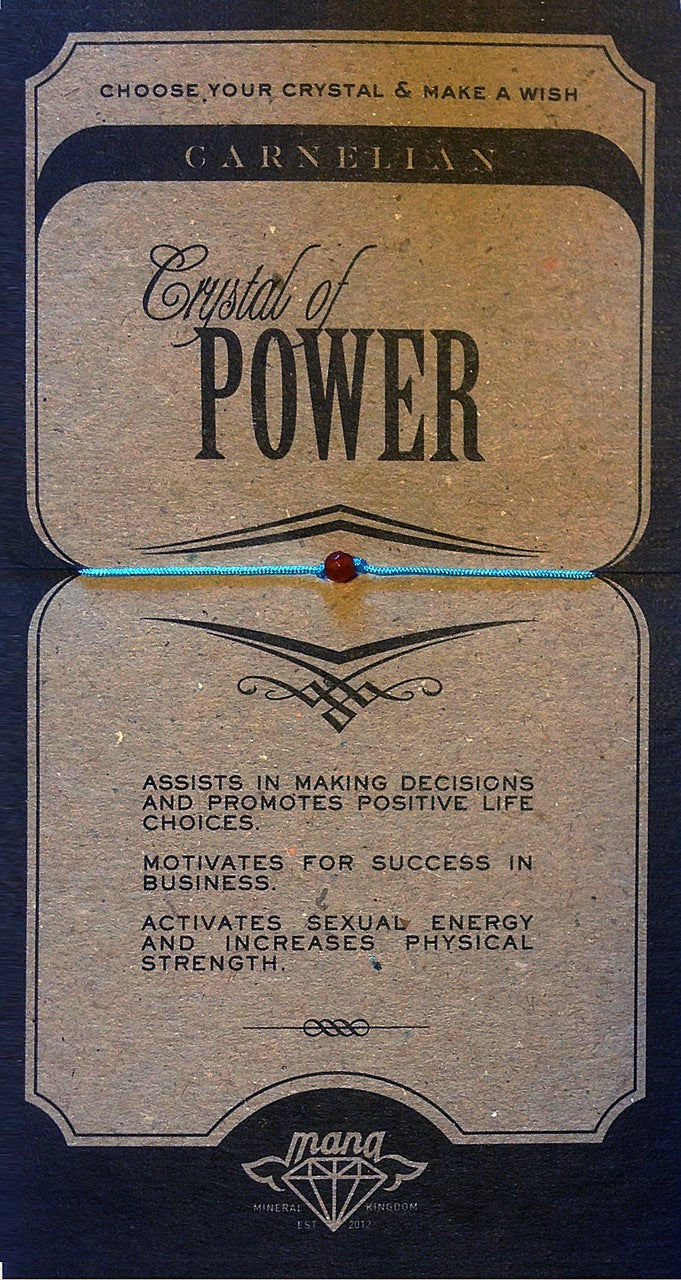 CHOOSE YOUR CRYSTAL & MAKE A WISH
CARNELIAN
Crystal of
POWER
ASSISTS IN MAKING DECISIONS
AND PROMOTES POSITIVE LIFE
CHOICES.
MOTIVATES FOR SUCCESS IN
BUSINESS.
ACTIVATES SEXUAL ENERGY
AND INCREASES PHYSICAL
STRENGTH.
mana
MINERAL KINGDOM
EST 2012